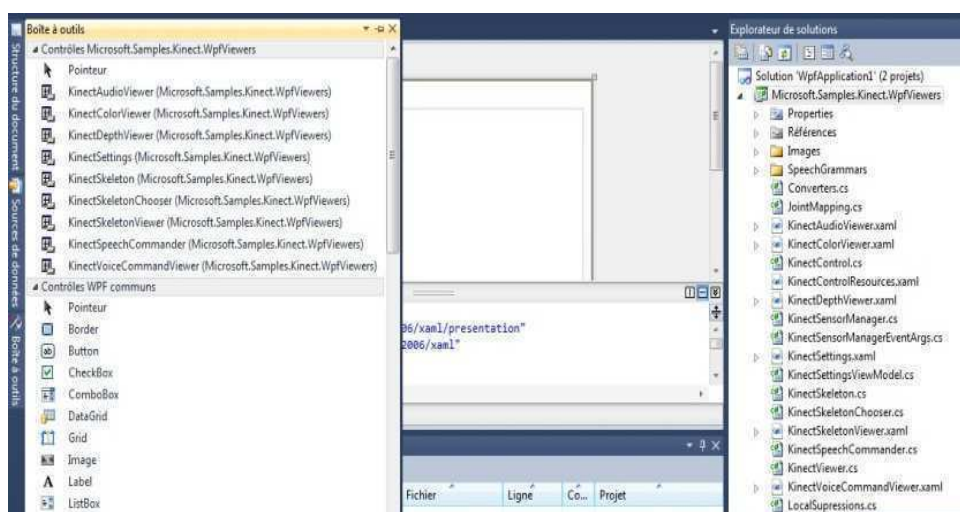 Structure du document
Sources de données
Boîte à outils
Boîte à outils
Contrôles Microsoft.Samples.Kinect.WpfViewers
Pointeur
KinectAudioViewer (Microsoft.Samples.Kinect.WpfViewers)
KinectColorViewer (Microsoft.Samples.Kinect.WpfViewers)
KinectDepthViewer (Microsoft.Samples.Kinect.WpfViewers)
KinectSettings (Microsoft.Samples.Kinect.WpfViewers)
KinectSkeleton (Microsoft.Samples.Kinect.WpfViewers)
KinectSkeletonChooser (Microsoft.Samples.Kinect.WpfViewers)
KinectSkeletonViewer (Microsoft.Samples.Kinect.WpfViewers)
KinectSpeechCommander (Microsoft.Samples.Kinect.WpfViewers)
KinectVoiceCommandViewer (Microsoft.Samples.Kinect.WpfViewers)
Contrôles WPF communs
Pointeur
Border
Button
CheckBox
ComboBox
DataGrid
Grid
Image
Label
ListBox
06/xaml/presentation"
2006/xaml"
Fichier Ligne Co... Projet
Explorateur de solutions
Solution 'WpfApplication1' (2 projets)
Microsoft.Samples.Kinect.WpfViewers
Properties
Références
Images
SpeechGrammars
Converters.cs
JointMapping.cs
KinectAudioViewer.xaml
KinectColorViewer.xaml
KinectControl.cs
KinectControlResources.xaml
KinectDepthViewer.xaml
KinectSensorManager.cs
KinectSensorManagerEventArgs.cs
KinectSettings.xaml
KinectSettingsViewModel.cs
KinectSkeleton.cs
KinectSkeletonChooser.cs
KinectSkeletonViewer.xaml
KinectSpeechCommander.cs
KinectViewer.cs
KinectVoiceCommandViewer.xaml
LocalSupressions.cs